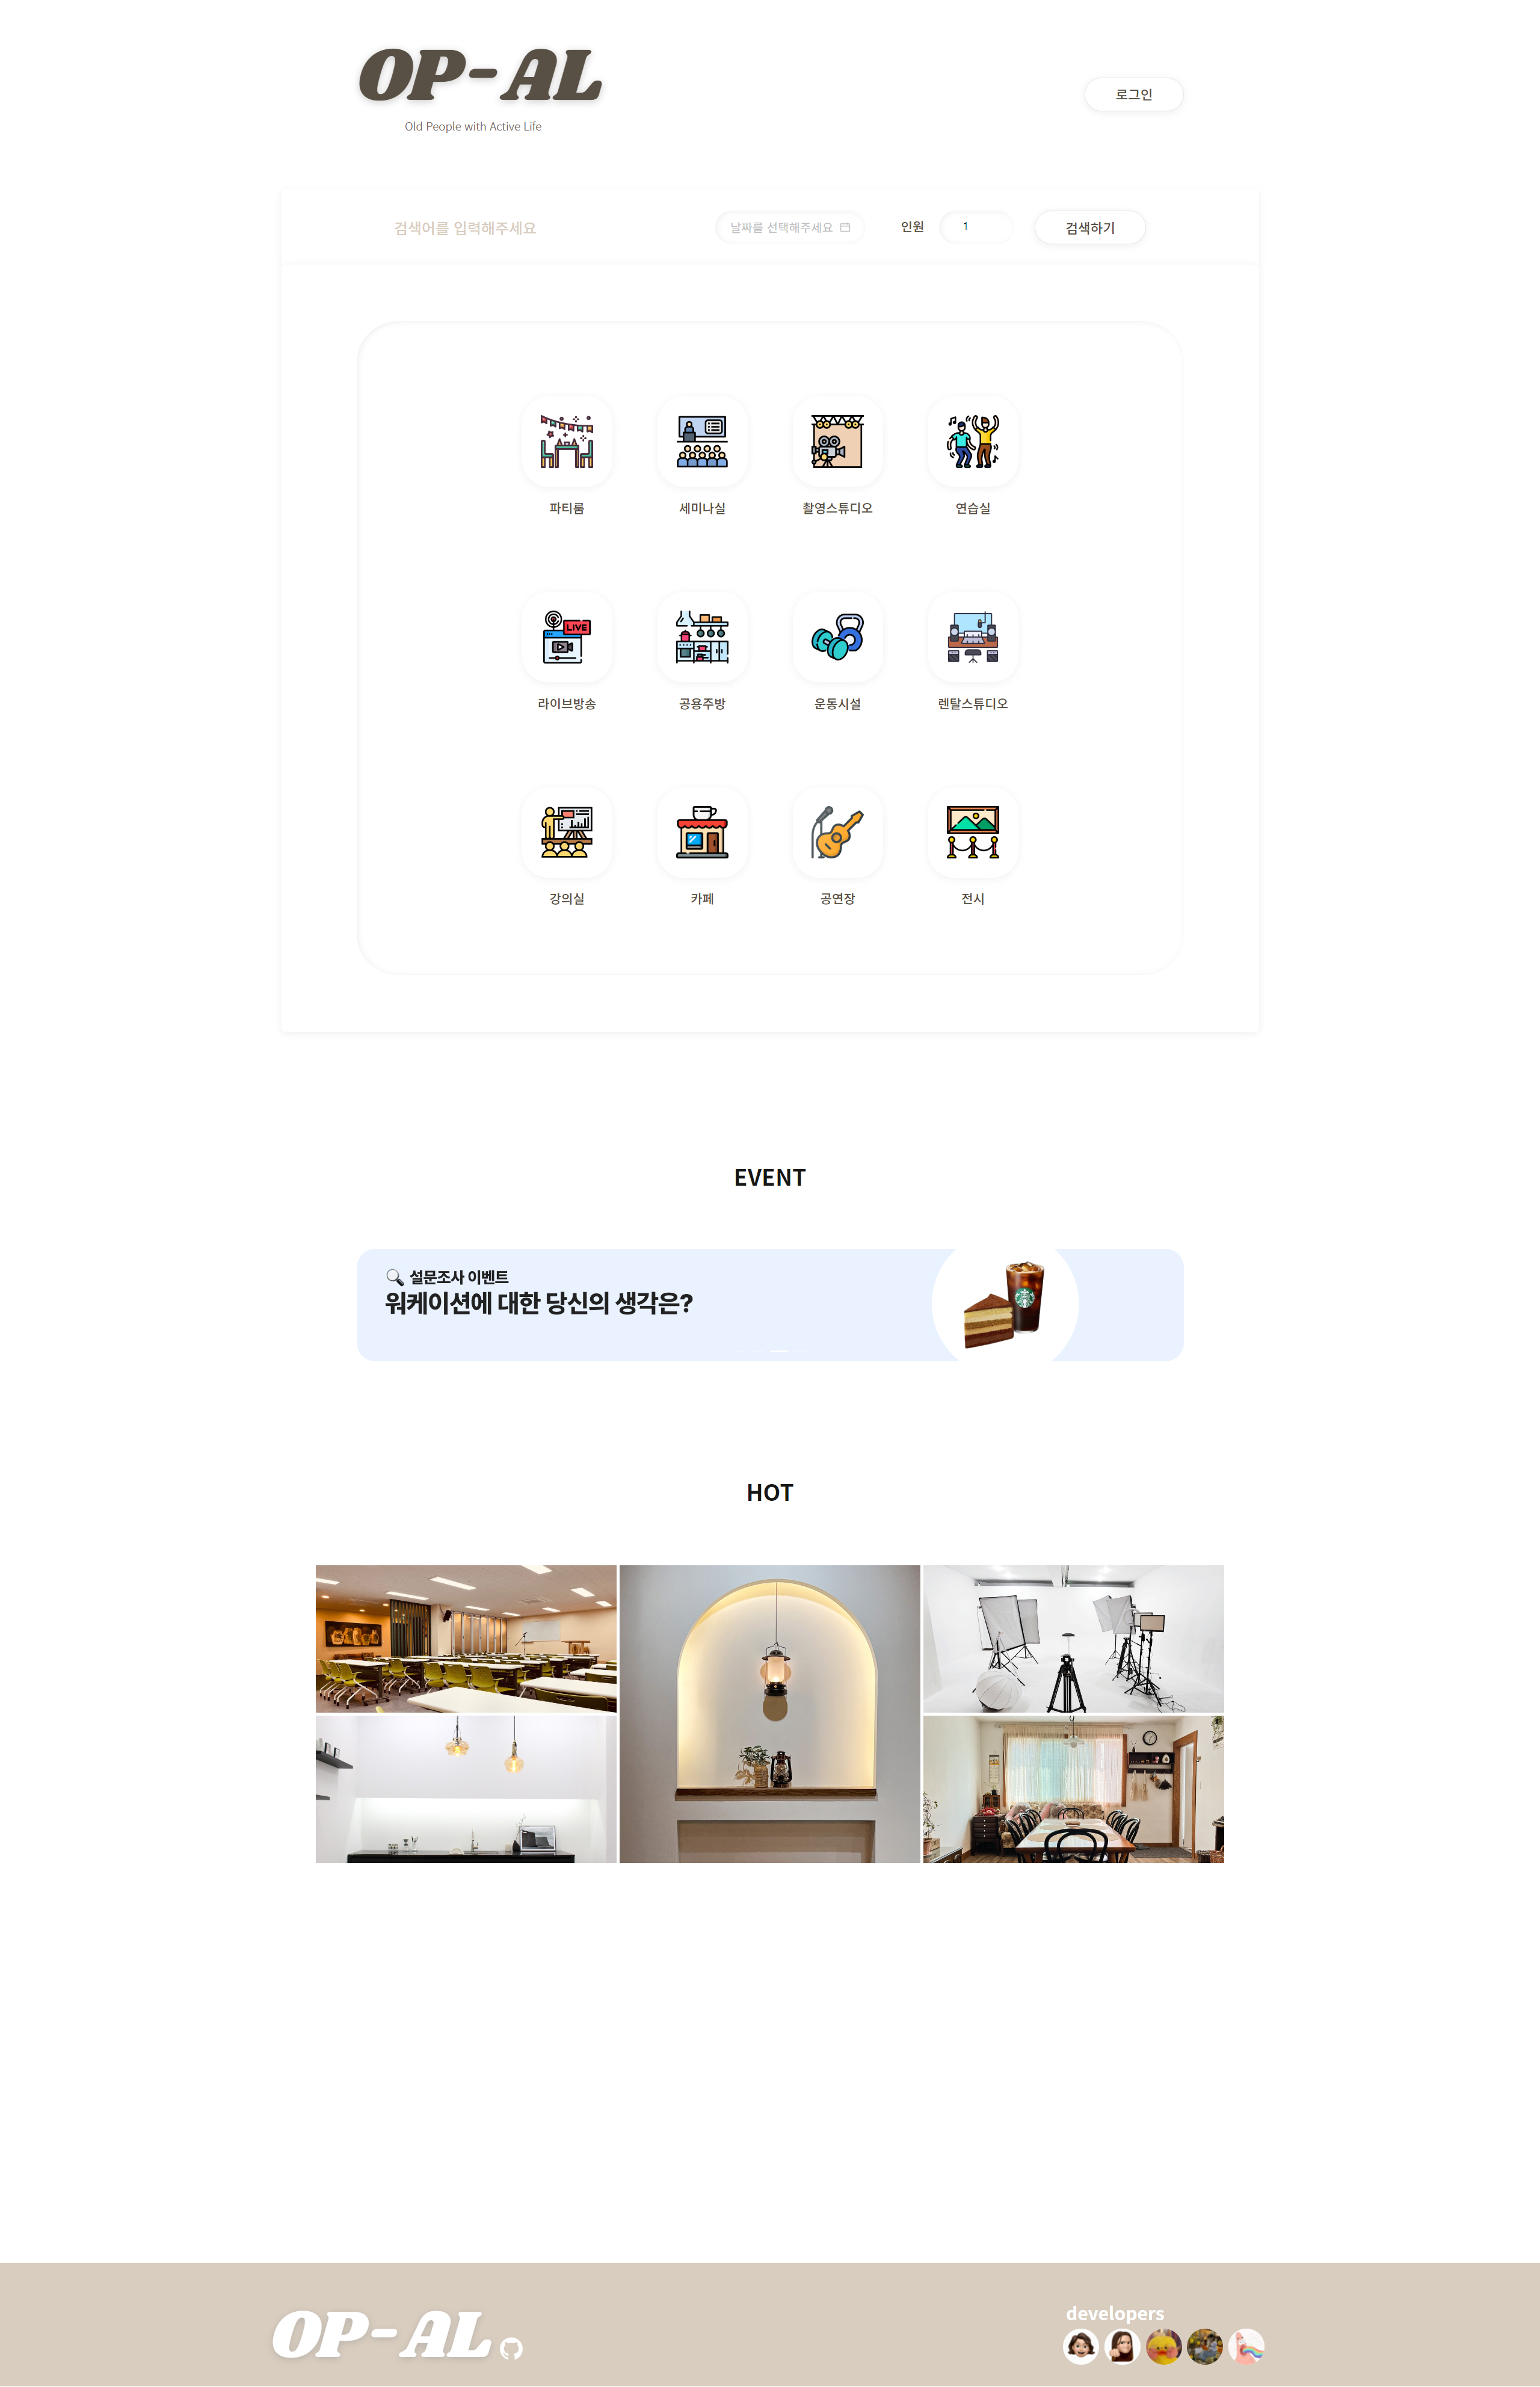 OP-AL
Old People with Active Life
로그인
검색어를 입력해주세요
날짜를 선택해주세요
인원
1
검색하기
파티룸
세미나실
촬영스튜디오
연습실
LIVE
라이브방송
공용주방
운동시설
렌탈스튜디오
강의실
카페
공연장
전시
EVENT
설문조사 이벤트
워케이션에 대한 당신의 생각은?
HOT
OP-AL
developers